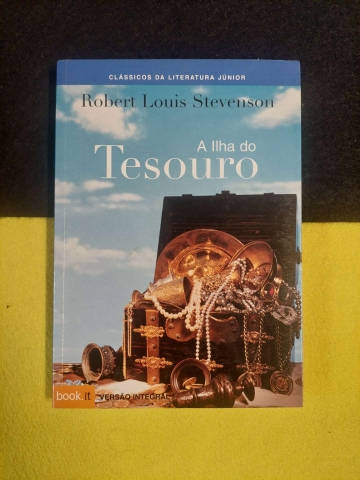 CLÁSSICOS DA LITERATURA JÚNIOR
Robert Louis Stevenson
A Ilha do
Tesouro
book.it
VERSÃO INTEGRAL